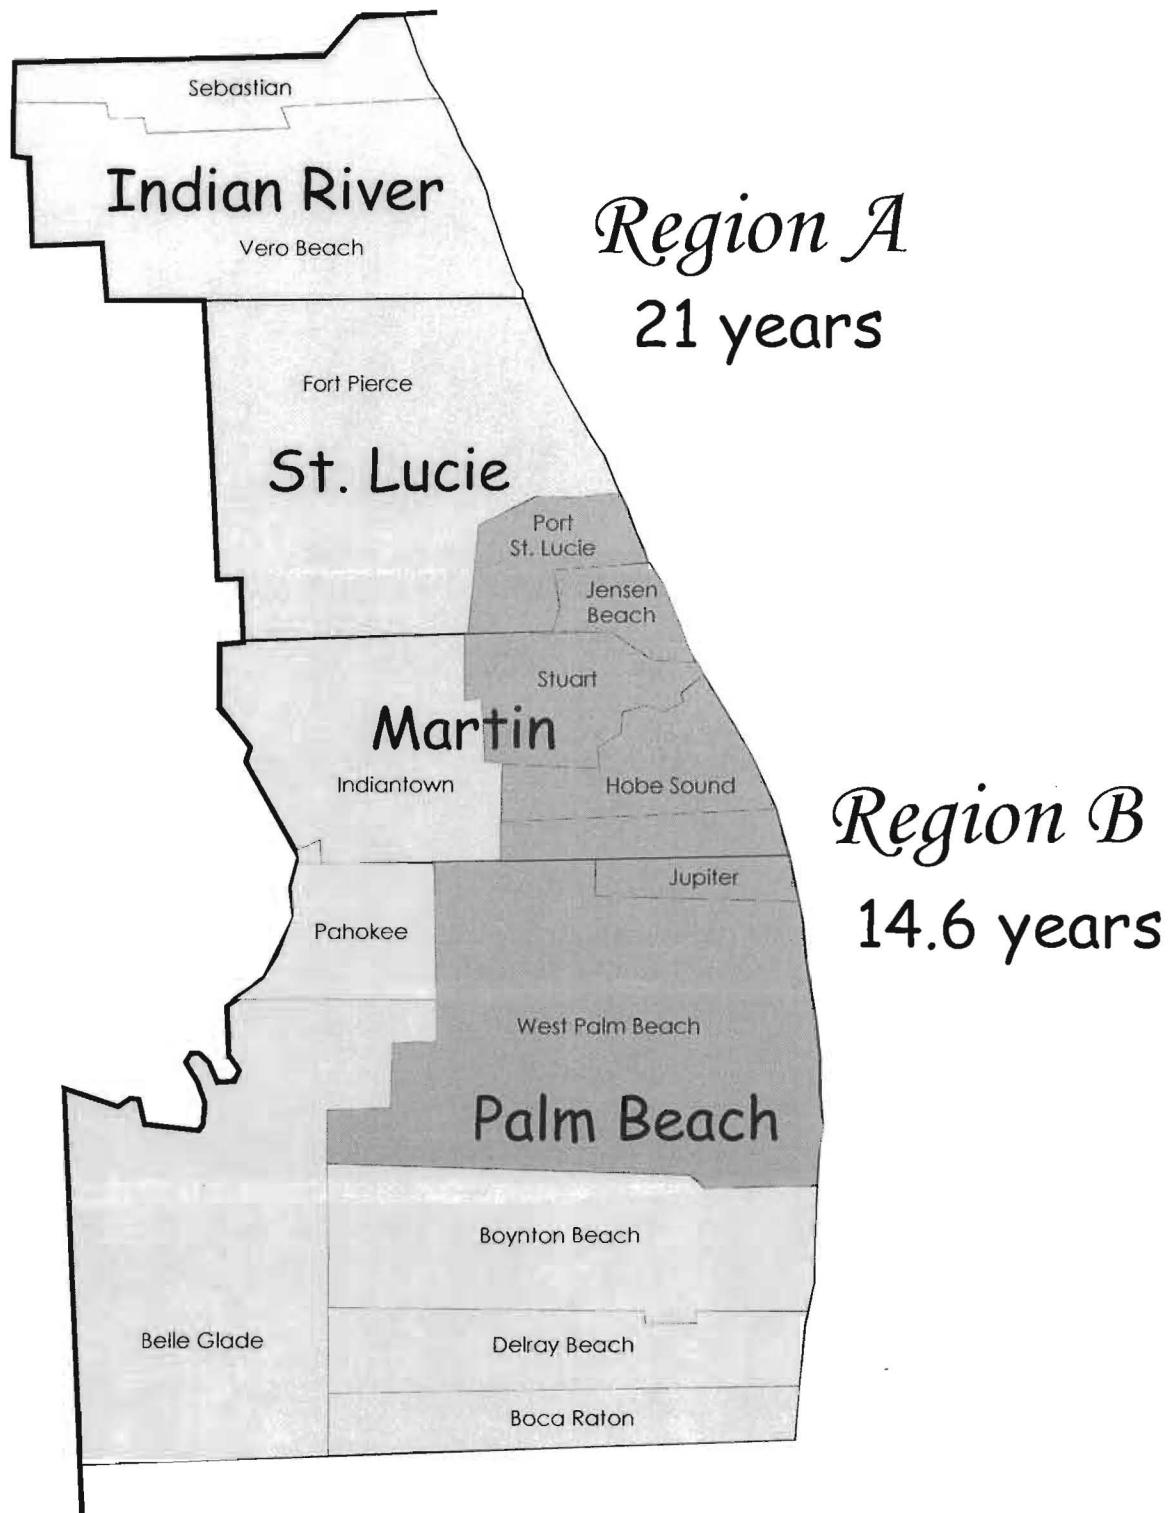 Sebastian
Indian River
Vero Beach
Region A
21 years
Fort Pierce
St. Lucie
Port
St. Lucie
Jensen
Beach
Stuart
Martin
Indiantown
Hobe Sound
Region B
14.6 years
Jupiter
Pahokee
West Palm Beach
Palm Beach
Boynton Beach
Belle Glade
Delray Beach
Boca Raton